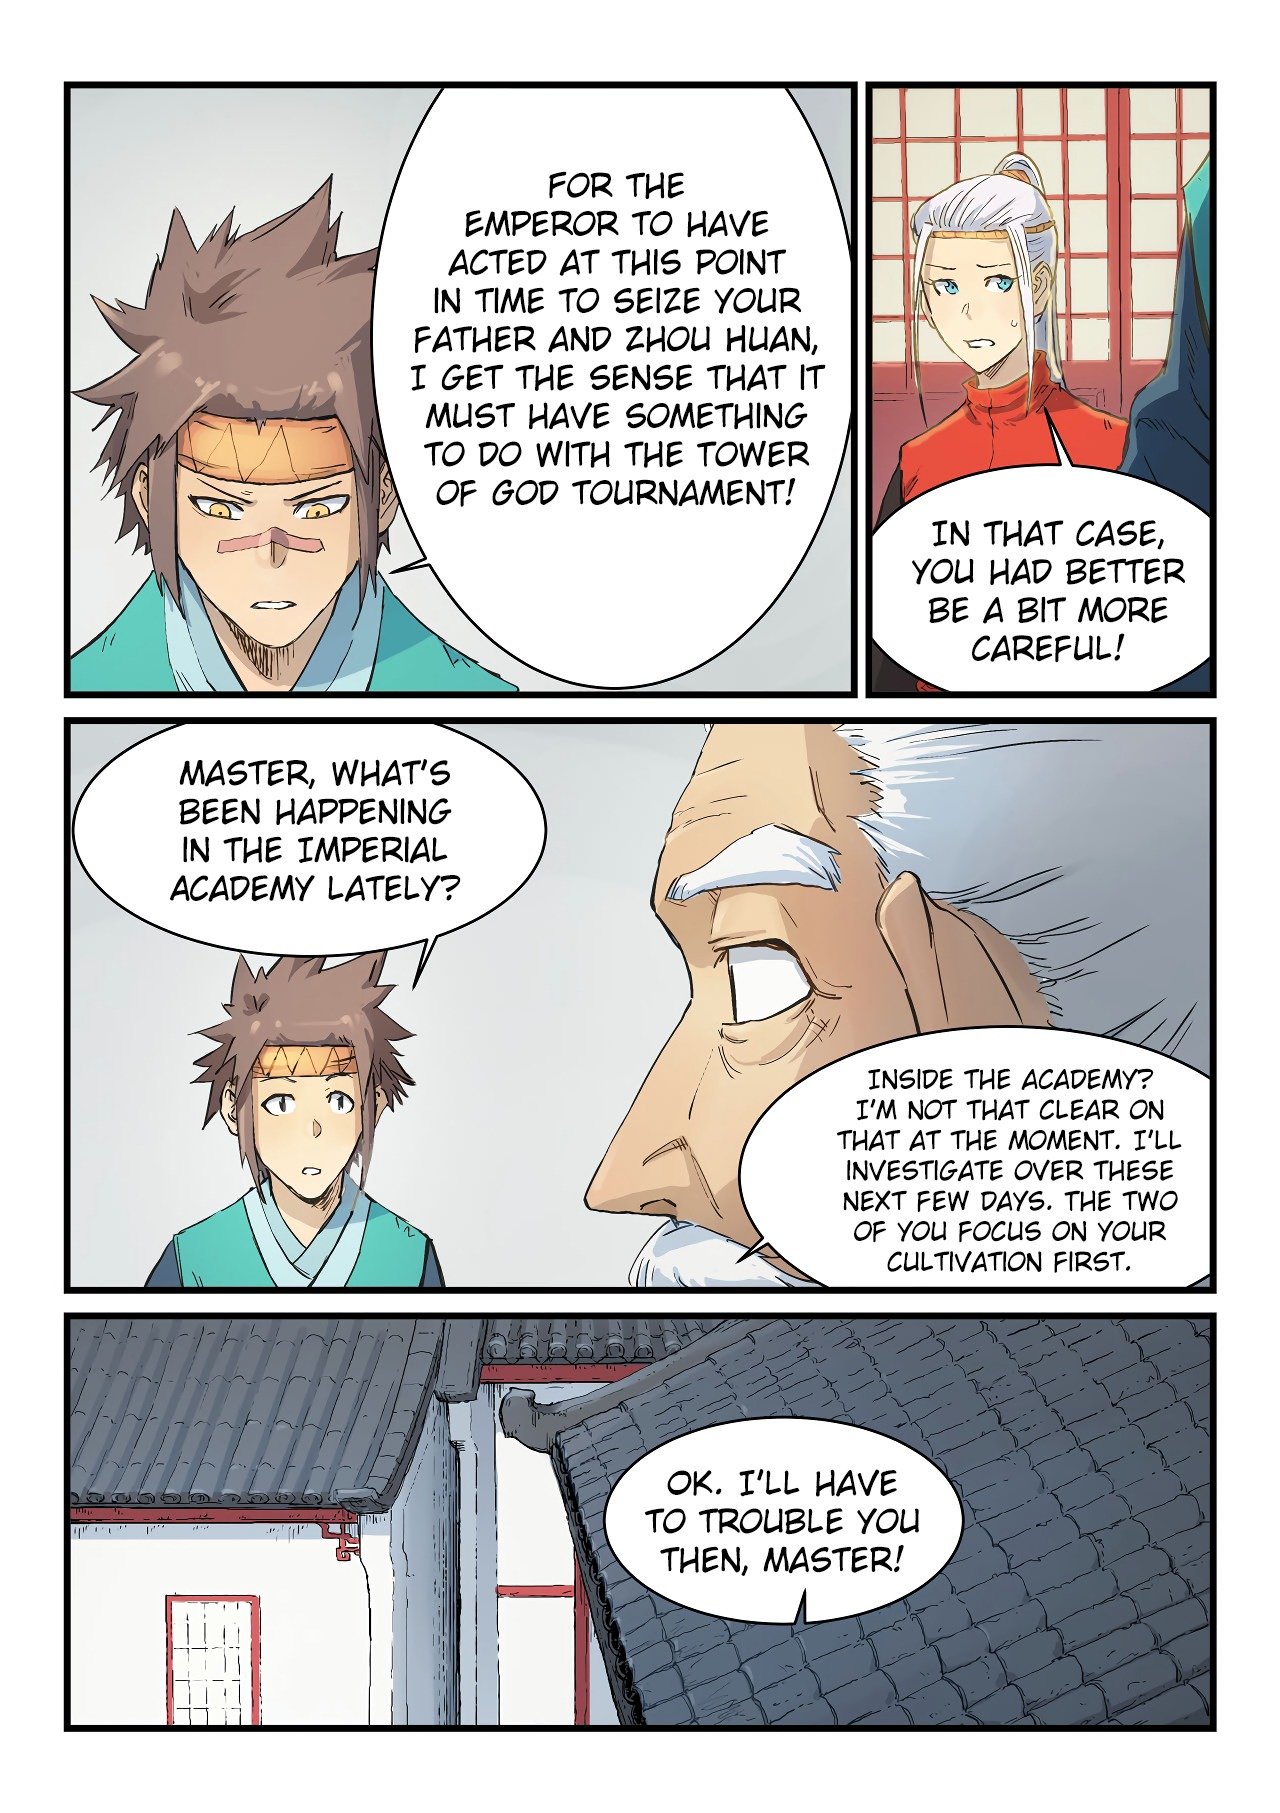 FOR THE
EMPEROR TO HAVE
ACTED AT THIS POINT
IN TIME TO SEIZE YOUR
FATHER AND ZHOU HUAN,
I GET THE SENSE THAT IT
MUST HAVE SOMETHING
TO DO WITH THE TOWER
OF GOD TOURNAMENT!
IN THAT CASE,
YOU HAD BETTER
BE A BIT MORE
CAREFUL!
MASTER, WHAT'S
BEEN HAPPENING
IN THE IMPERIAL
ACADEMY LATELY?
INSIDE THE ACADEMY?
I'M NOT THAT CLEAR ON
THAT AT THE MOMENT. I'LL
INVESTIGATE OVER THESE
NEXT FEW DAYS. THE TWO
OF YOU FOCUS ON YOUR
CULTIVATION FIRST.
OK. I'LL HAVE
TO TROUBLE YOU
THEN, MASTER!